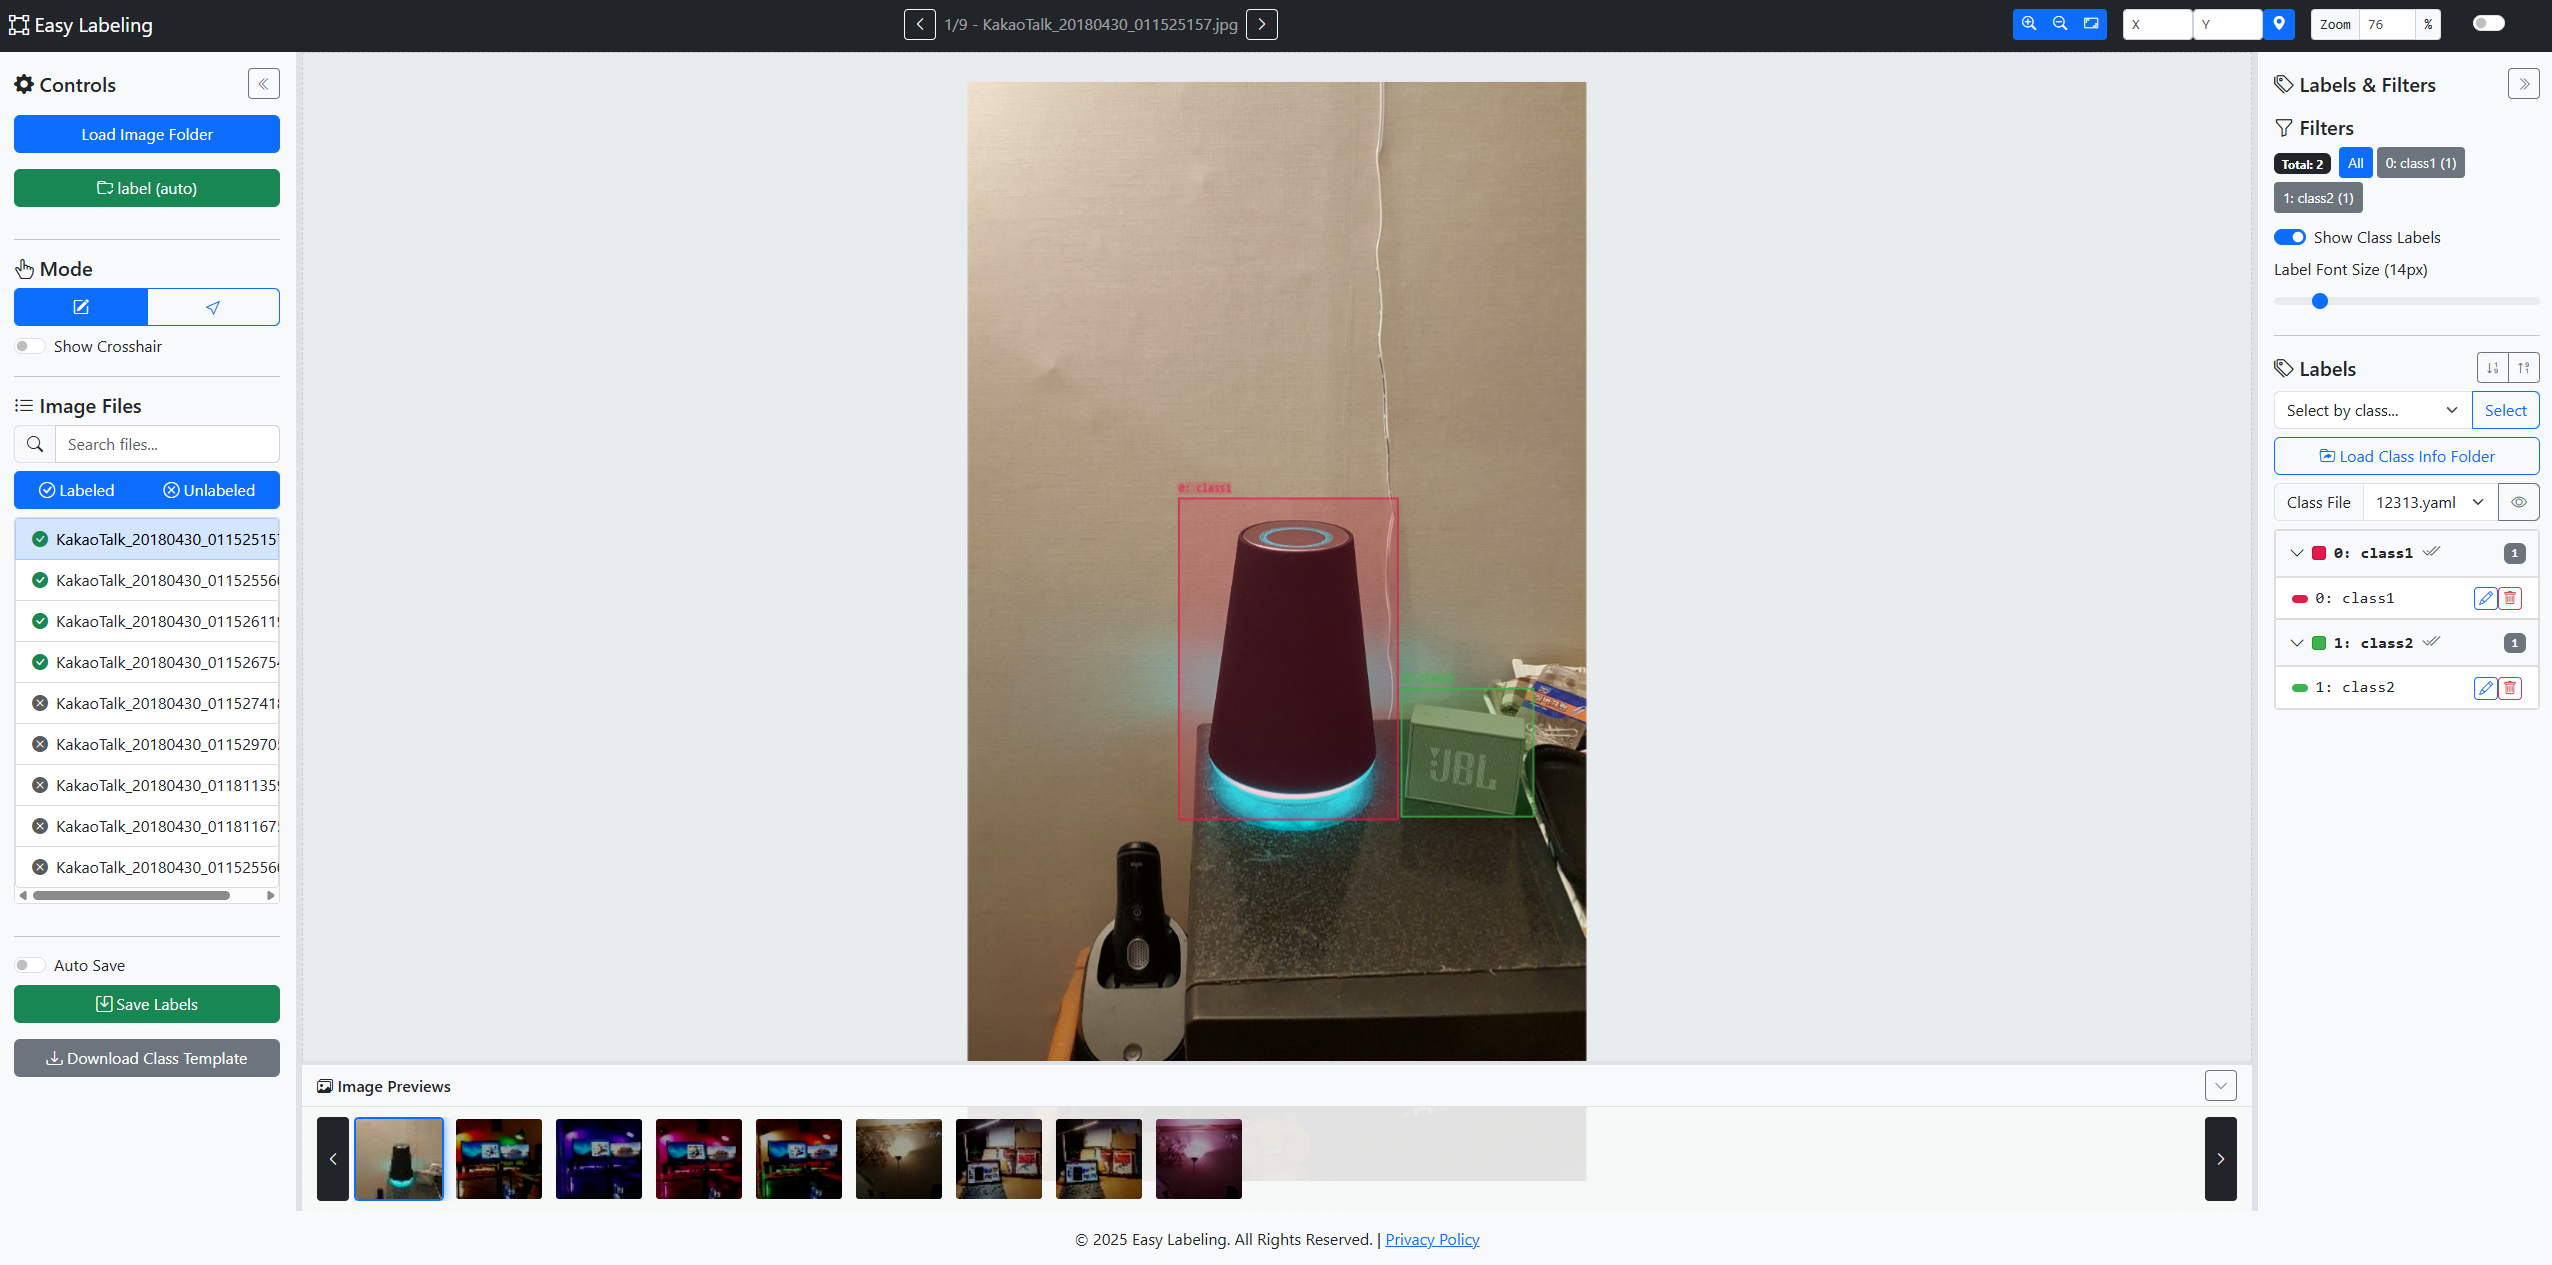 Easy Labeling
1/9 - KakaoTalk_20180430_011525157.jpg
X
Y
Zoom
76
%
Controls
Load Image Folder
label (auto)
Mode
Show Crosshair
Image Files
Search files...
Labeled
Unlabeled
KakaoTalk_20180430_01152515
KakaoTalk_20180430_01152556
KakaoTalk_20180430_01152611
KakaoTalk_20180430_01152675
KakaoTalk_20180430_01152741
KakaoTalk_20180430_01152970
KakaoTalk_20180430_01181135
KakaoTalk_20180430_01181167
KakaoTalk_20180430_01152556
Auto Save
Save Labels
Download Class Template
0: class1
JBL
Image Previews
Labels & Filters
Filters
Total: 2
All
0: class1 (1)
1: class2 (1)
Show Class Labels
Label Font Size (14px)
Labels
Select by class...
Select
Load Class Info Folder
Class File
12313.yaml
0: class1
1
0: class1
1: class2
1
1: class2
© 2025 Easy Labeling. All Rights Reserved. | Privacy Policy